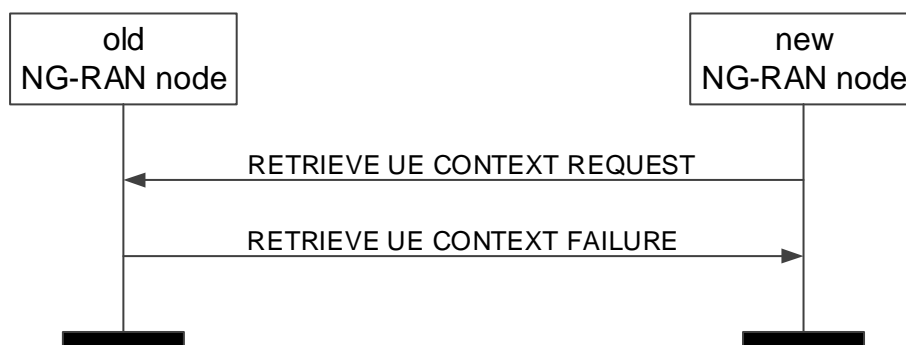 old
NG-RAN node
new
NG-RAN node
RETRIEVE UE CONTEXT REQUEST
RETRIEVE UE CONTEXT FAILURE